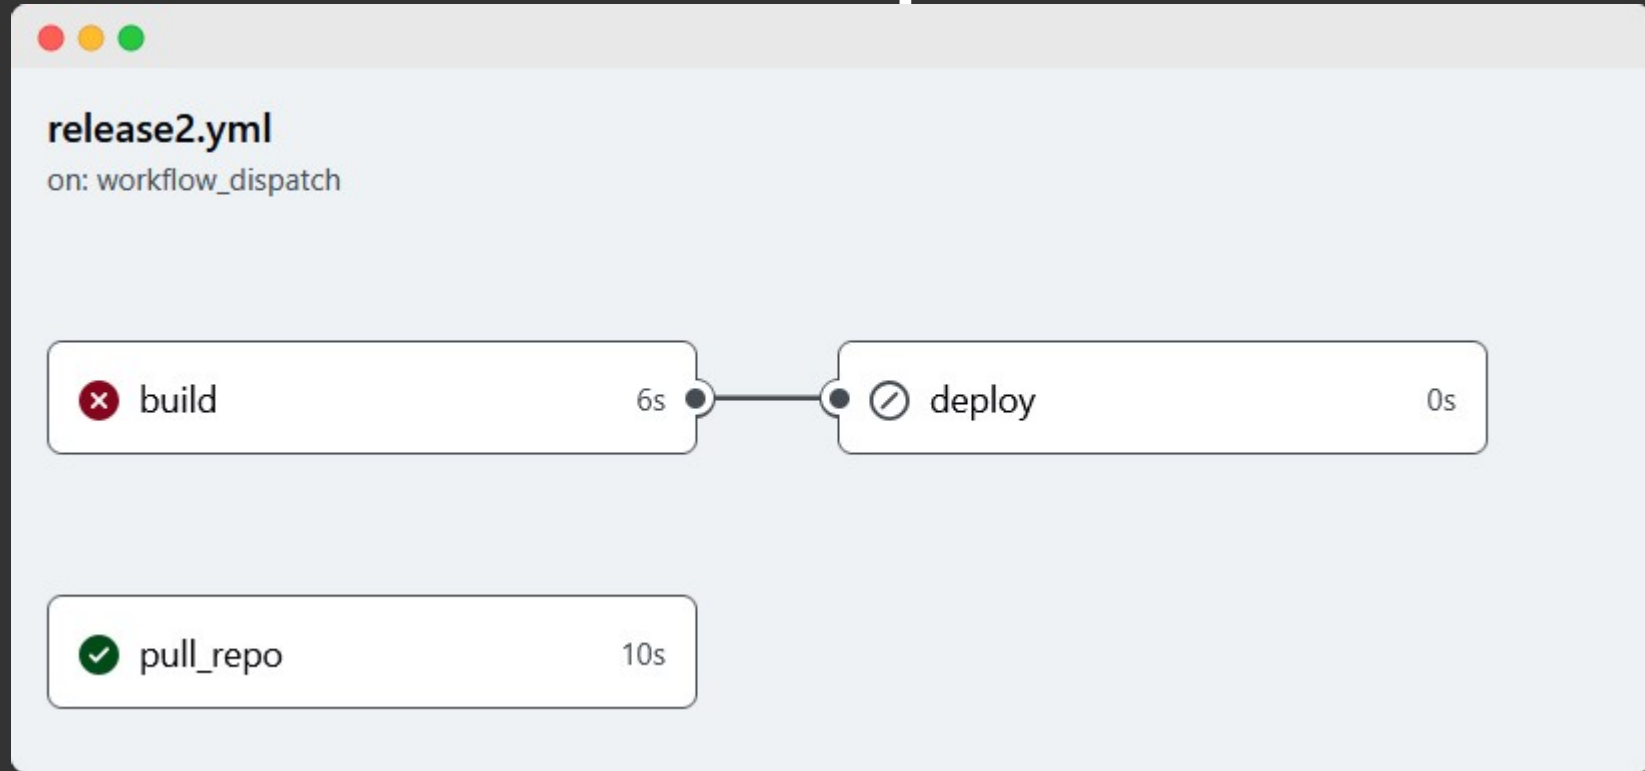 release2.yml
on: workflow_dispatch
build 6s
deploy 0s
pull_repo 10s